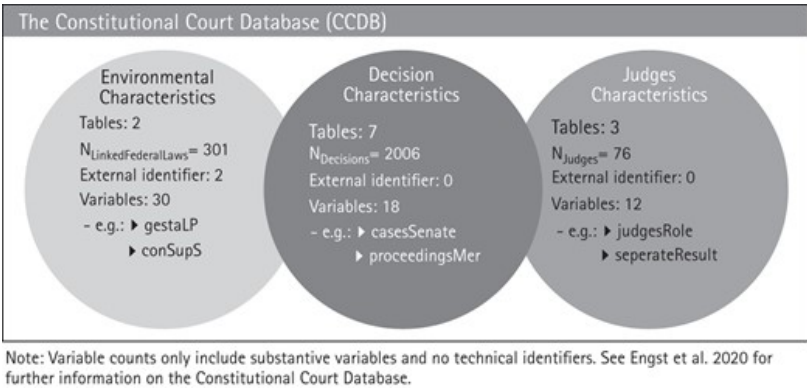 The Constitutional Court Database (CCDB)
Environmental
Characteristics
Tables: 2
N LinkedFederalLaws= 301
External identifier: 2
Variables: 30
- e.g.: ▶ gestaLP
▶ conSupS
Decision
Characteristics
Tables: 7
N Decisions= 2006
External identifier: 0
Variables: 18
- e.g.: ▶ casesSenate
▶ proceedingsMer
Judges
Characteristics
Tables: 3
N Judges= 76
External identifier: 0
Variables: 12
- e.g.: ▶ judgesRole
▶ seperateResult
Note: Variable counts only include substantive variables and no technical identifiers. See Engst et al. 2020 for
further information on the Constitutional Court Database.